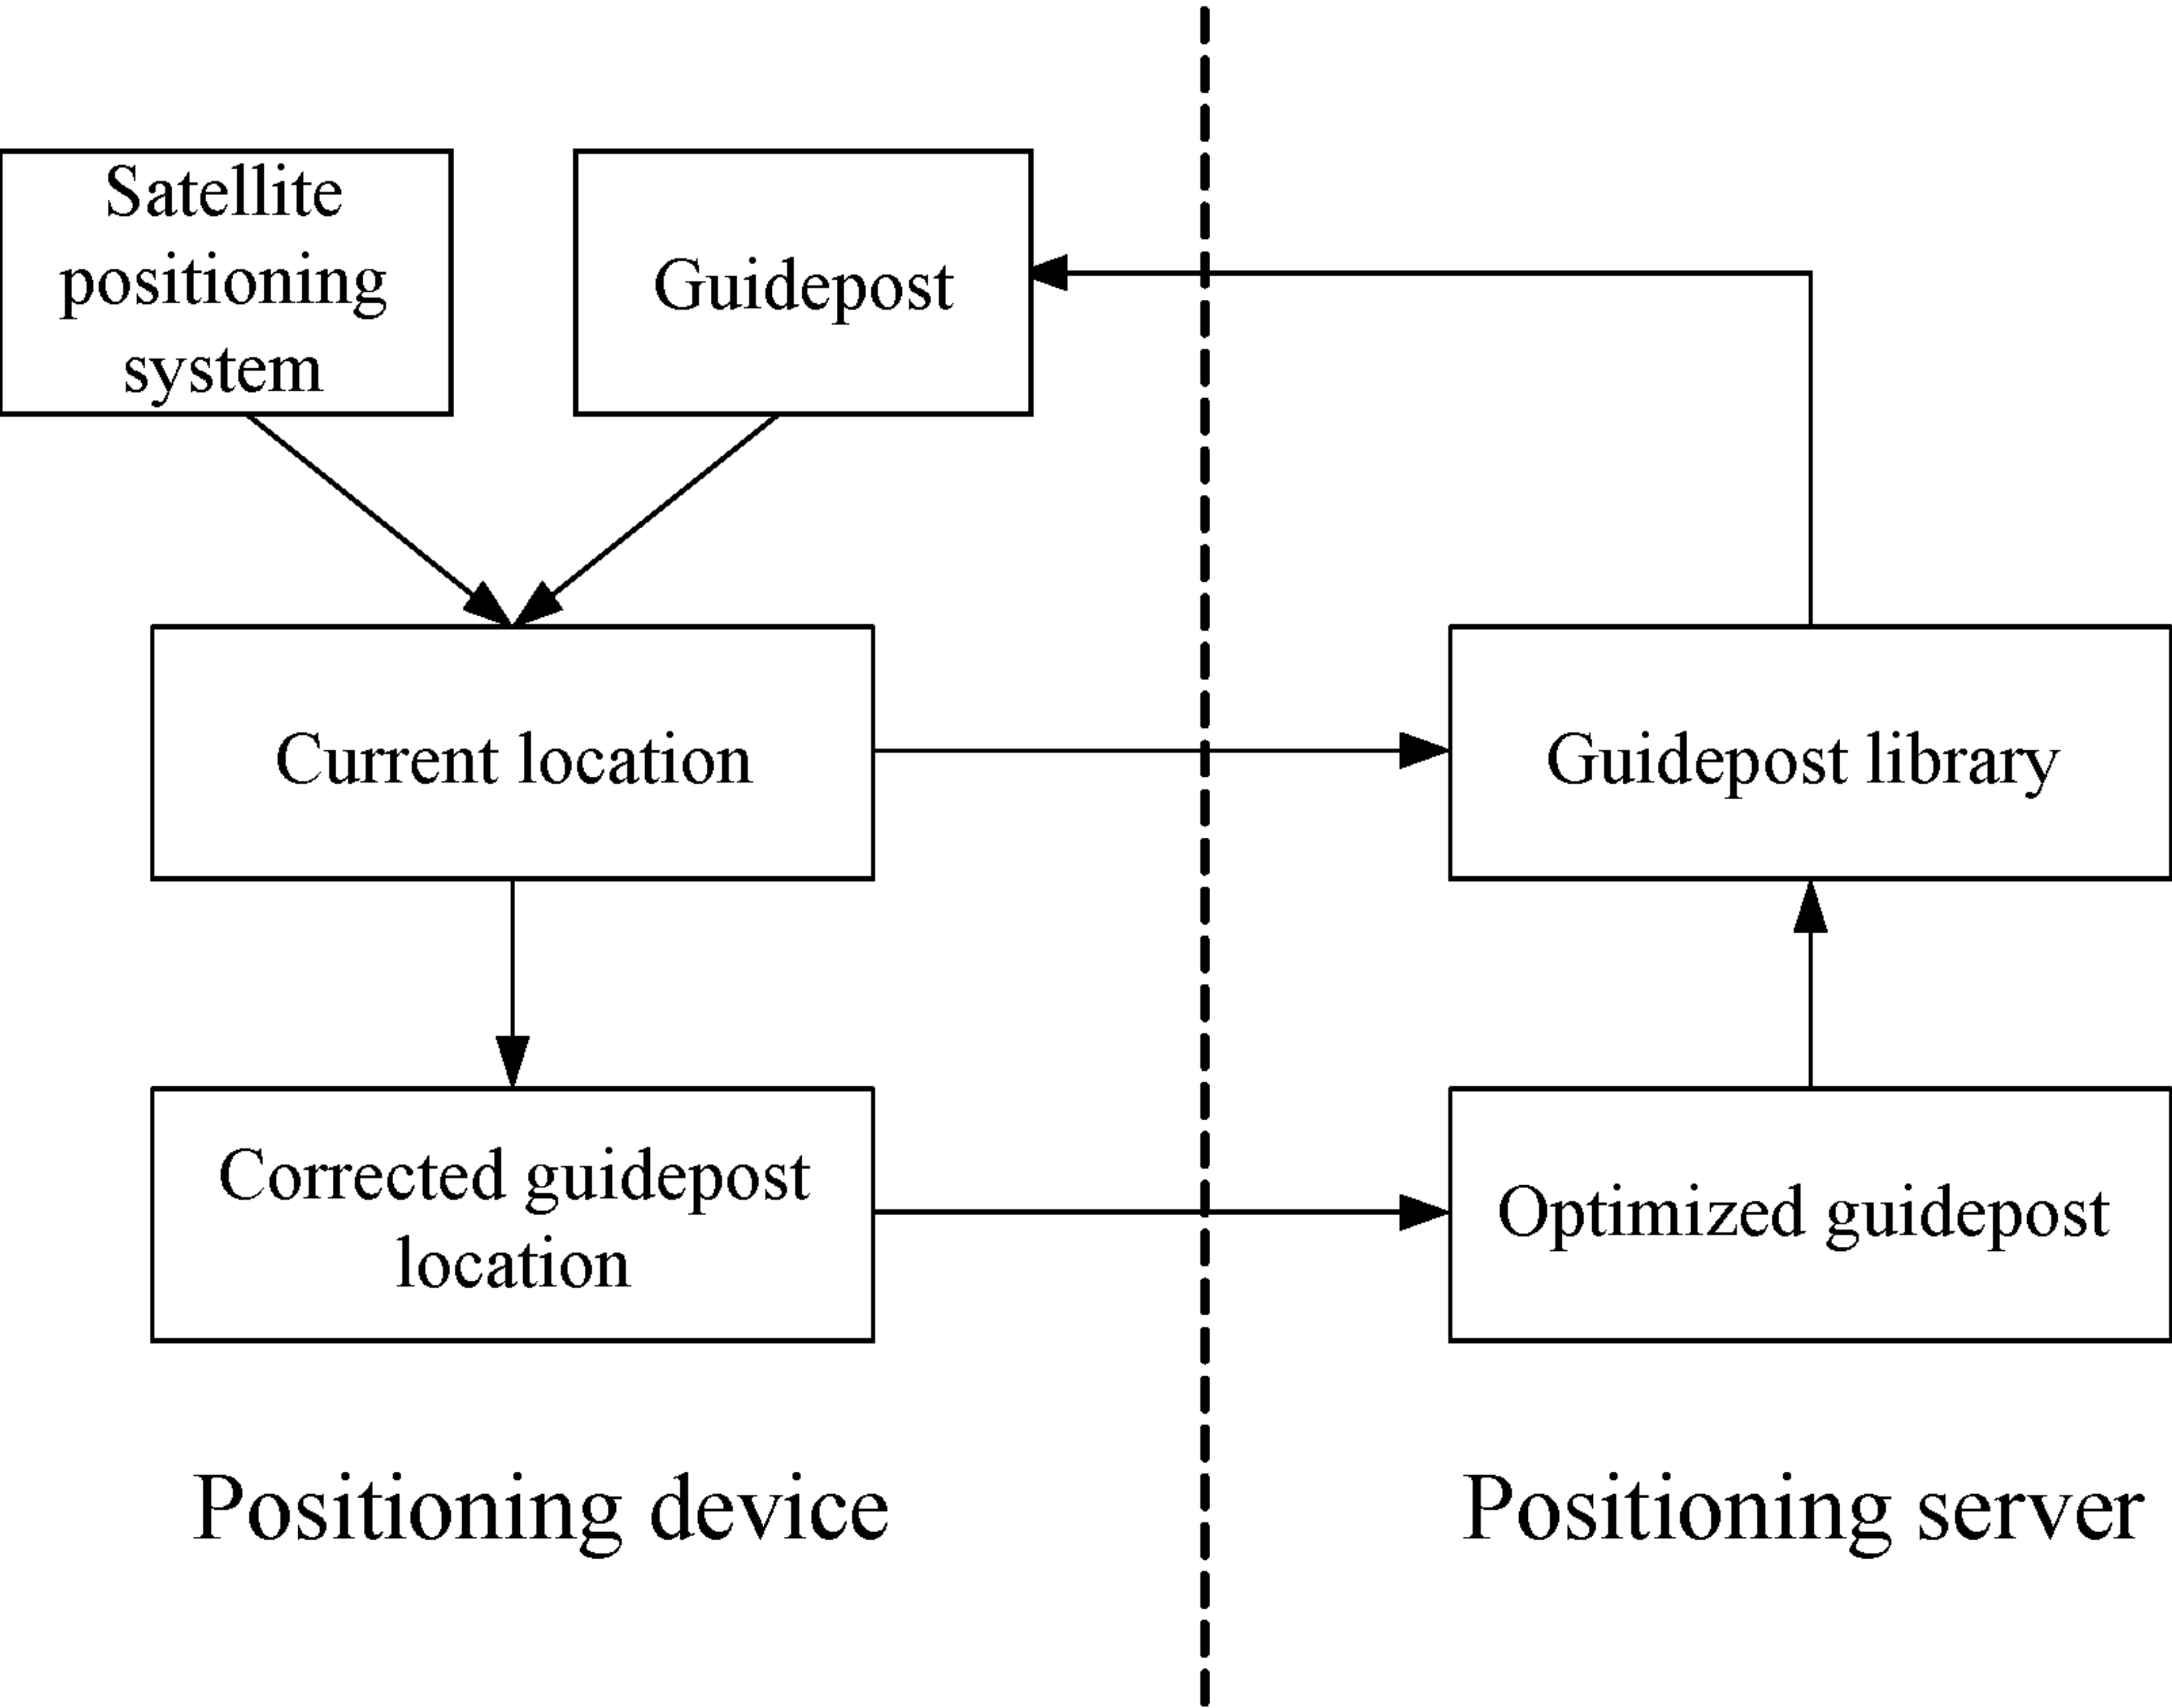 Satellite
positioning
system
Guidepost
Current location
Guidepost library
Corrected guidepost
location
Optimized guidepost
Positioning device
Positioning server